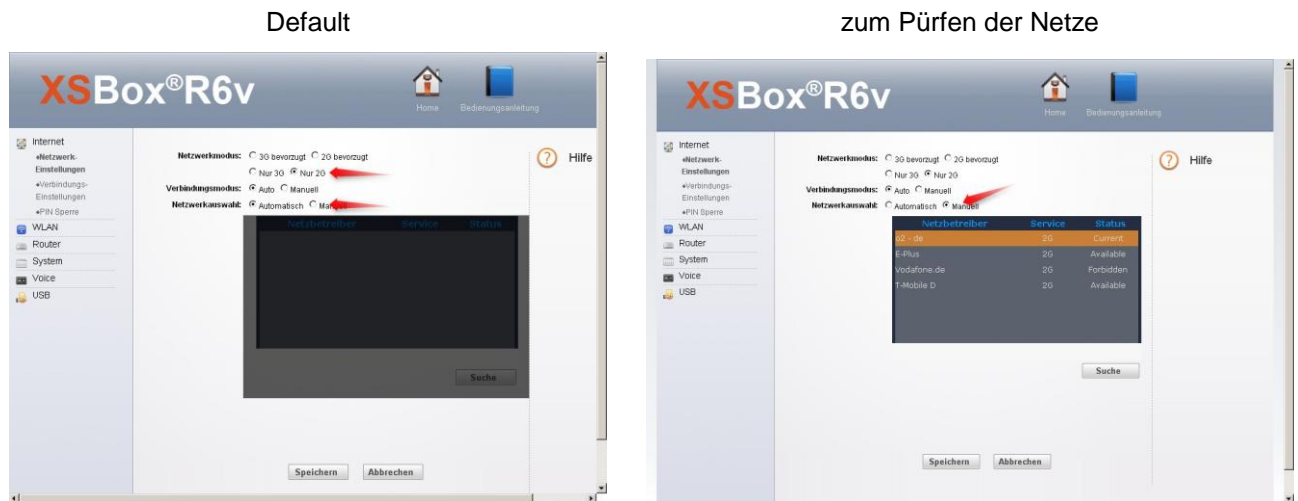 Default
XSBox®R6v
Home
Bedienungsanleitung
Internet
•Netzwerk-
Einstellungen
•Verbindungs-
Einstellungen
•PIN Sperre
WLAN
Router
System
Voice
USB
Netzwerkmodus: 3G bevorzugt 2G bevorzugt
Nur 3G Nur 2G
Verbindungsmodus: Auto Manuell
Netzwerkauswahl: Automatisch
Netzbetreiber Service Status
Suche
Speichern Abbrechen
? Hilfe
zum Pürfen der Netze
XSBox®R6v
Home
Bedienungsanleitung
Internet
•Netzwerk-
Einstellungen
•Verbindungs-
Einstellungen
•PIN Sperre
WLAN
Router
System
Voice
USB
Netzwerkmodus: 3G bevorzugt 2G bevorzugt
Nur 3G Nur 2G
Verbindungsmodus: Auto Manuell
Netzwerkauswahl: Automatisch Manuell
Netzbetreiber Service Status
o2 - de 2G Current
E-Plus 2G Available
Vodafone.de 2G Forbidden
T-Mobile D 2G Available
Suche
Speichern Abbrechen
? Hilfe